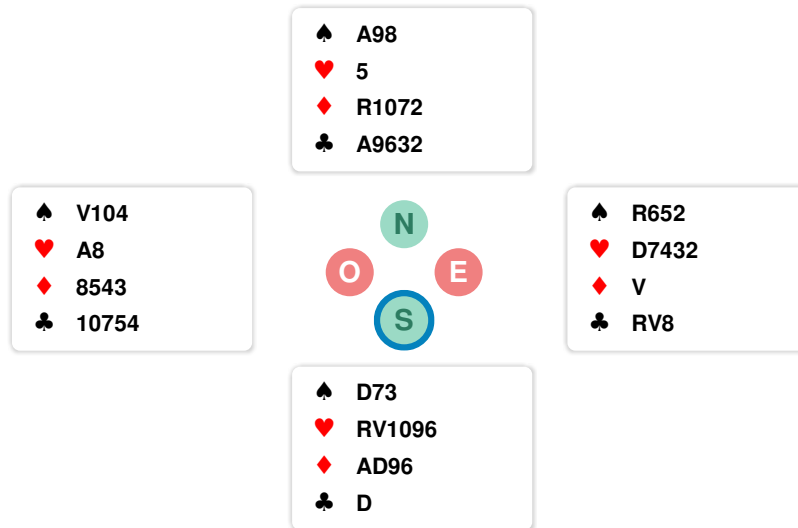 ♠ A98
♥ 5
♦ R1072
♣ A9632
♠ V104
♥ A8
♦ 8543
♣ 10754
N
O
E
S
♠ R652
♥ D7432
♦ V
♣ RV8
♠ D73
♥ RV1096
♦ AD96
♣ D